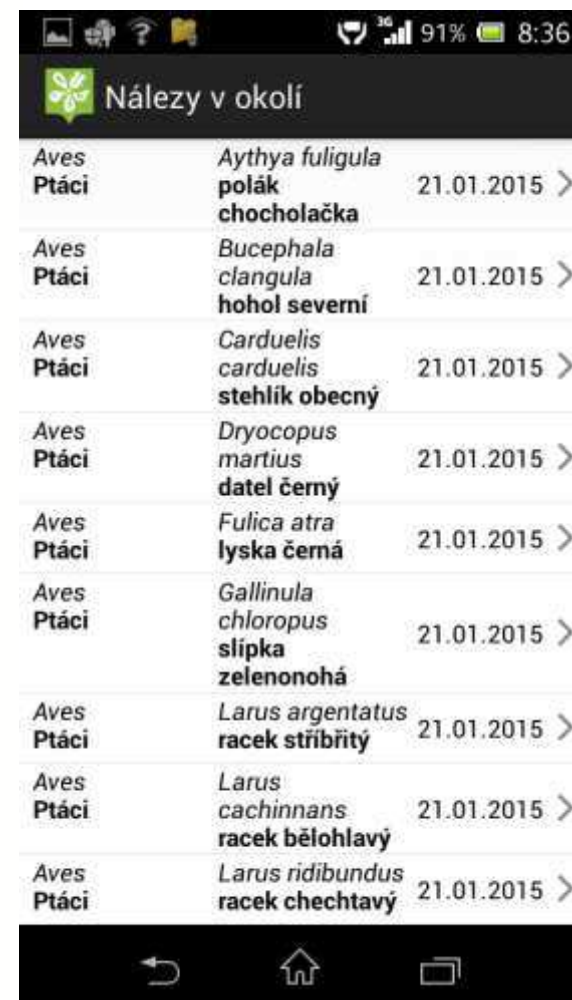 3G 91% 8:36
Nálezy v okolí
Aves
Ptáci
Aythya fuligula
polák
chocholačka
21.01.2015
Aves
Ptáci
Bucephala
clangula
hohol severní
21.01.2015
Aves
Ptáci
Carduelis
carduelis
stehlík obecný
21.01.2015
Aves
Ptáci
Dryocopus
martius
datel černý
21.01.2015
Aves
Ptáci
Fulica atra
lyska černá
21.01.2015
Aves
Ptáci
Gallinula
chloropus
slípka
zelenonohá
21.01.2015
Aves
Ptáci
Larus argentatus
racek stříbřitý
21.01.2015
Aves
Ptáci
Larus
cachinnans
racek bělohlavý
21.01.2015
Aves
Ptáci
Larus ridibundus
racek chechtavý
21.01.2015